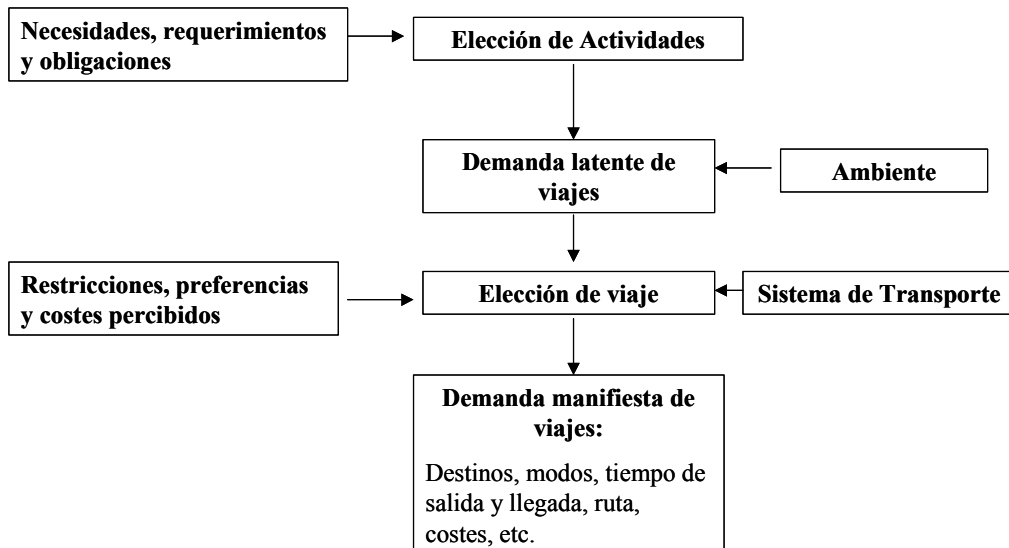 Necesidades, requerimientos
y obligaciones
Elección de Actividades
Demanda latente de
viajes
Ambiente
Restricciones, preferencias
y costes percibidos
Elección de viaje
Sistema de Transporte
Demanda manifiesta de
viajes:
Destinos, modos, tiempo de
salida y llegada, ruta,
costes, etc.